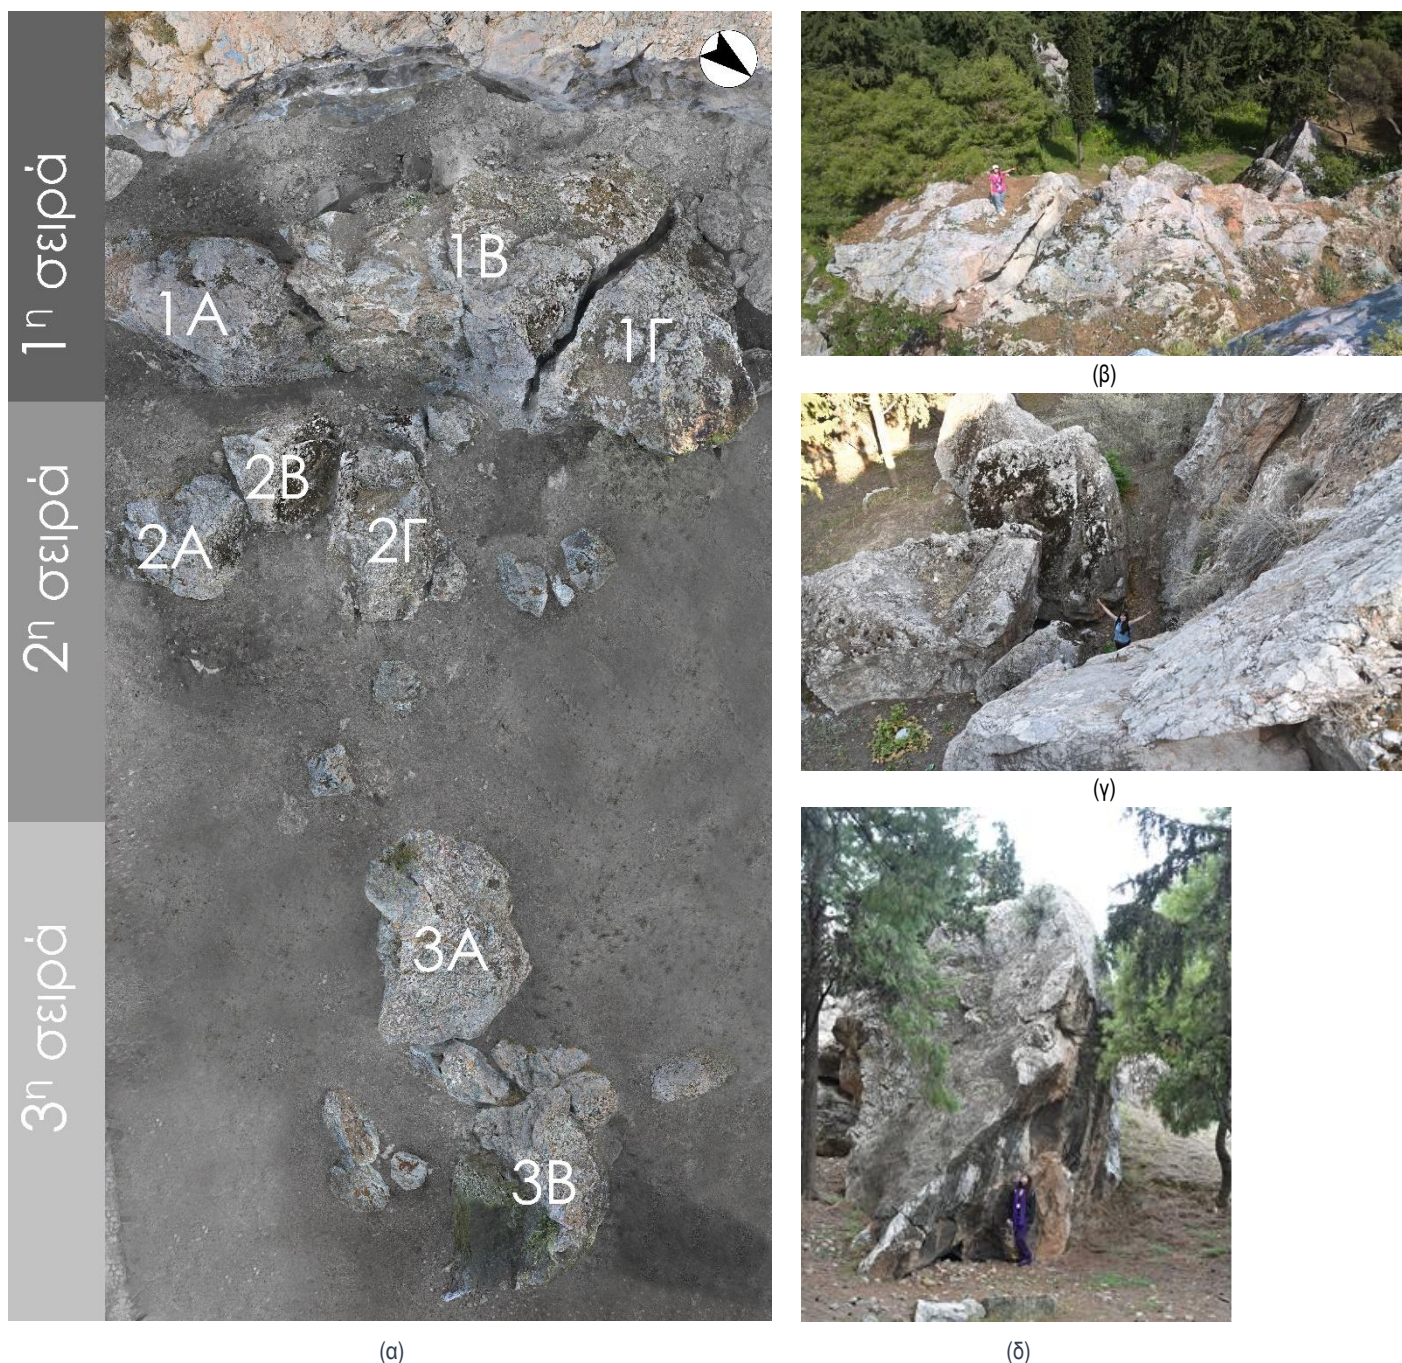 1η σειρά
1Α
1Β
1Γ
2η σειρά
2Α
2Β
2Γ
3η σειρά
3Α
3Β
(α)
(β)
(γ)
(δ)